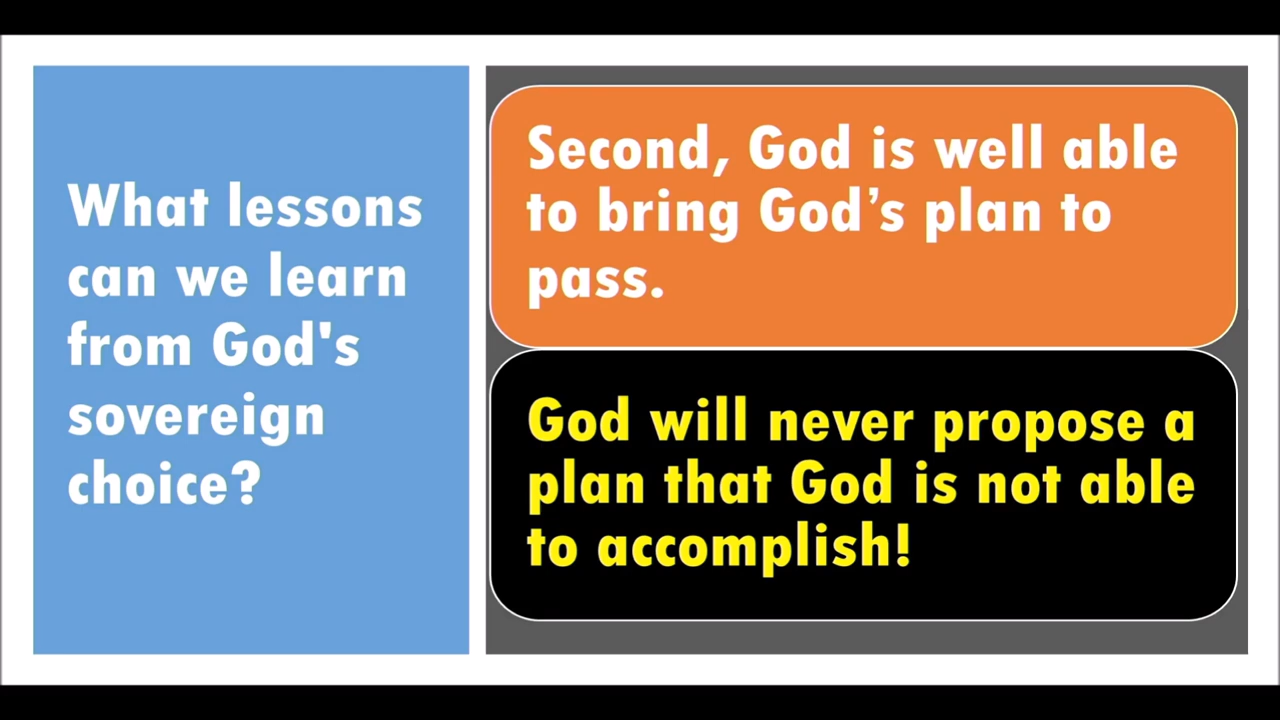 What lessons
can we learn
from God's
sovereign
choice?
Second, God is well able
to bring God’s plan to
pass.
God will never propose a
plan that God is not able
to accomplish!